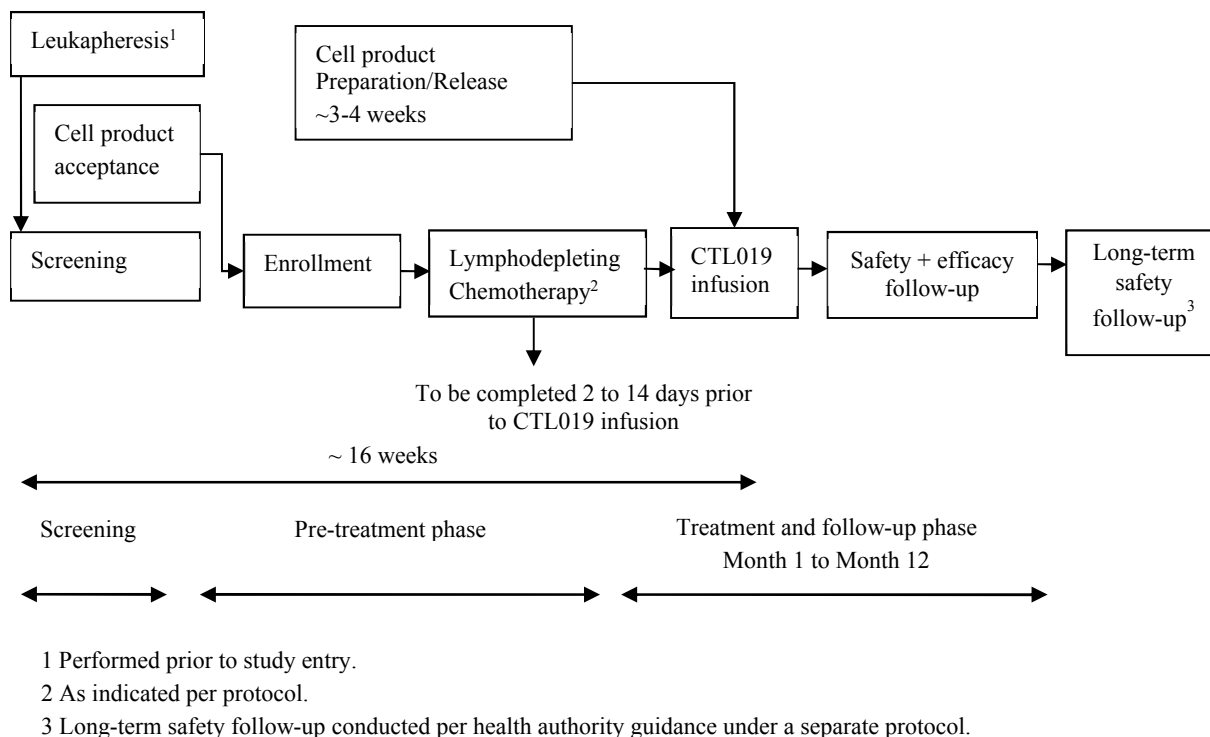 Leukapheresis1
Cell product
Preparation/Release
~3-4 weeks
Cell product
acceptance
Screening
Enrollment
Lymphodepleting
Chemotherapy2
CTL019
infusion
Safety + efficacy
follow-up
Long-term
safety
follow-up3
To be completed 2 to 14 days prior
to CTL019 infusion
~ 16 weeks
Screening
Pre-treatment phase
Treatment and follow-up phase
Month 1 to Month 12
1 Performed prior to study entry.
2 As indicated per protocol.
3 Long-term safety follow-up conducted per health authority guidance under a separate protocol.